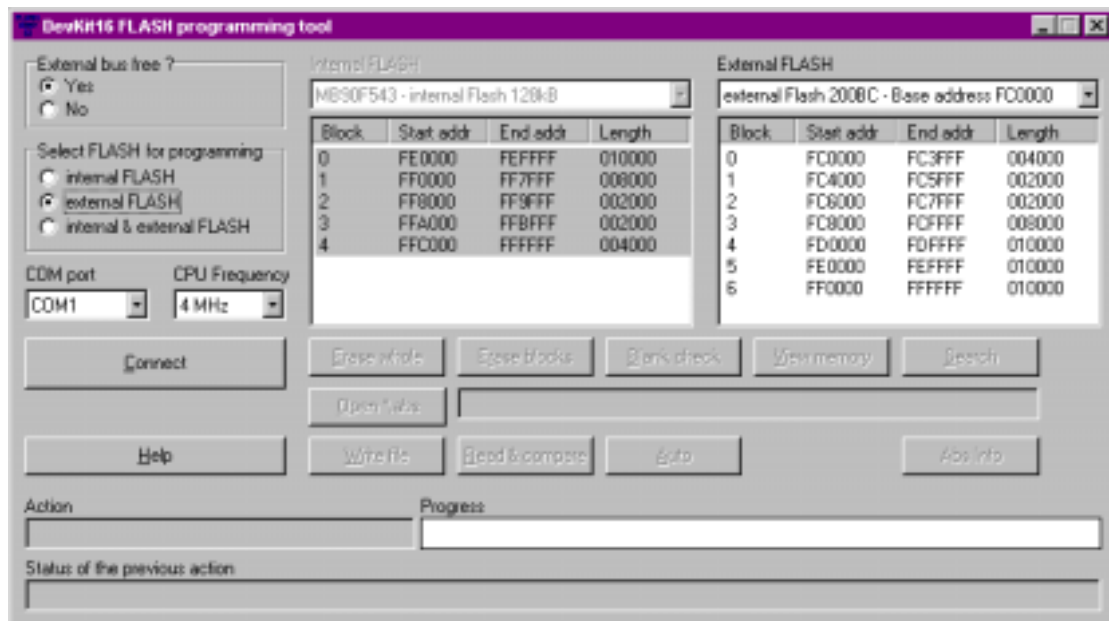 DevKit16 FLASH programming tool
External bus free ?
Yes
No
Select FLASH for programming
internal FLASH
external FLASH
internal & external FLASH
COM port CPU Frequency
COM1 4 MHz
Connect
Help
Internal FLASH
MB90F543 - internal Flash 128kB
Block Start addr End addr Length
0 FE0000 FEFFFF 010000
1 FF0000 FF7FFF 008000
2 FF8000 FF9FFF 002000
3 FFA000 FFBFFF 002000
4 FFC000 FFFFFF 004000
External FLASH
external Flash 200BC - Base address FC0000
Block Start addr End addr Length
0 FC0000 FC3FFF 004000
1 FC4000 FC5FFF 002000
2 FC6000 FC7FFF 002000
3 FC8000 FCFFFF 008000
4 FD0000 FDFFFF 010000
5 FE0000 FEFFFF 010000
6 FF0000 FFFFFF 010000
Erase whole Erase blocks Blank check View memory Search
Open
Write file Read & compare Auto
Action Progress
Status of the previous action